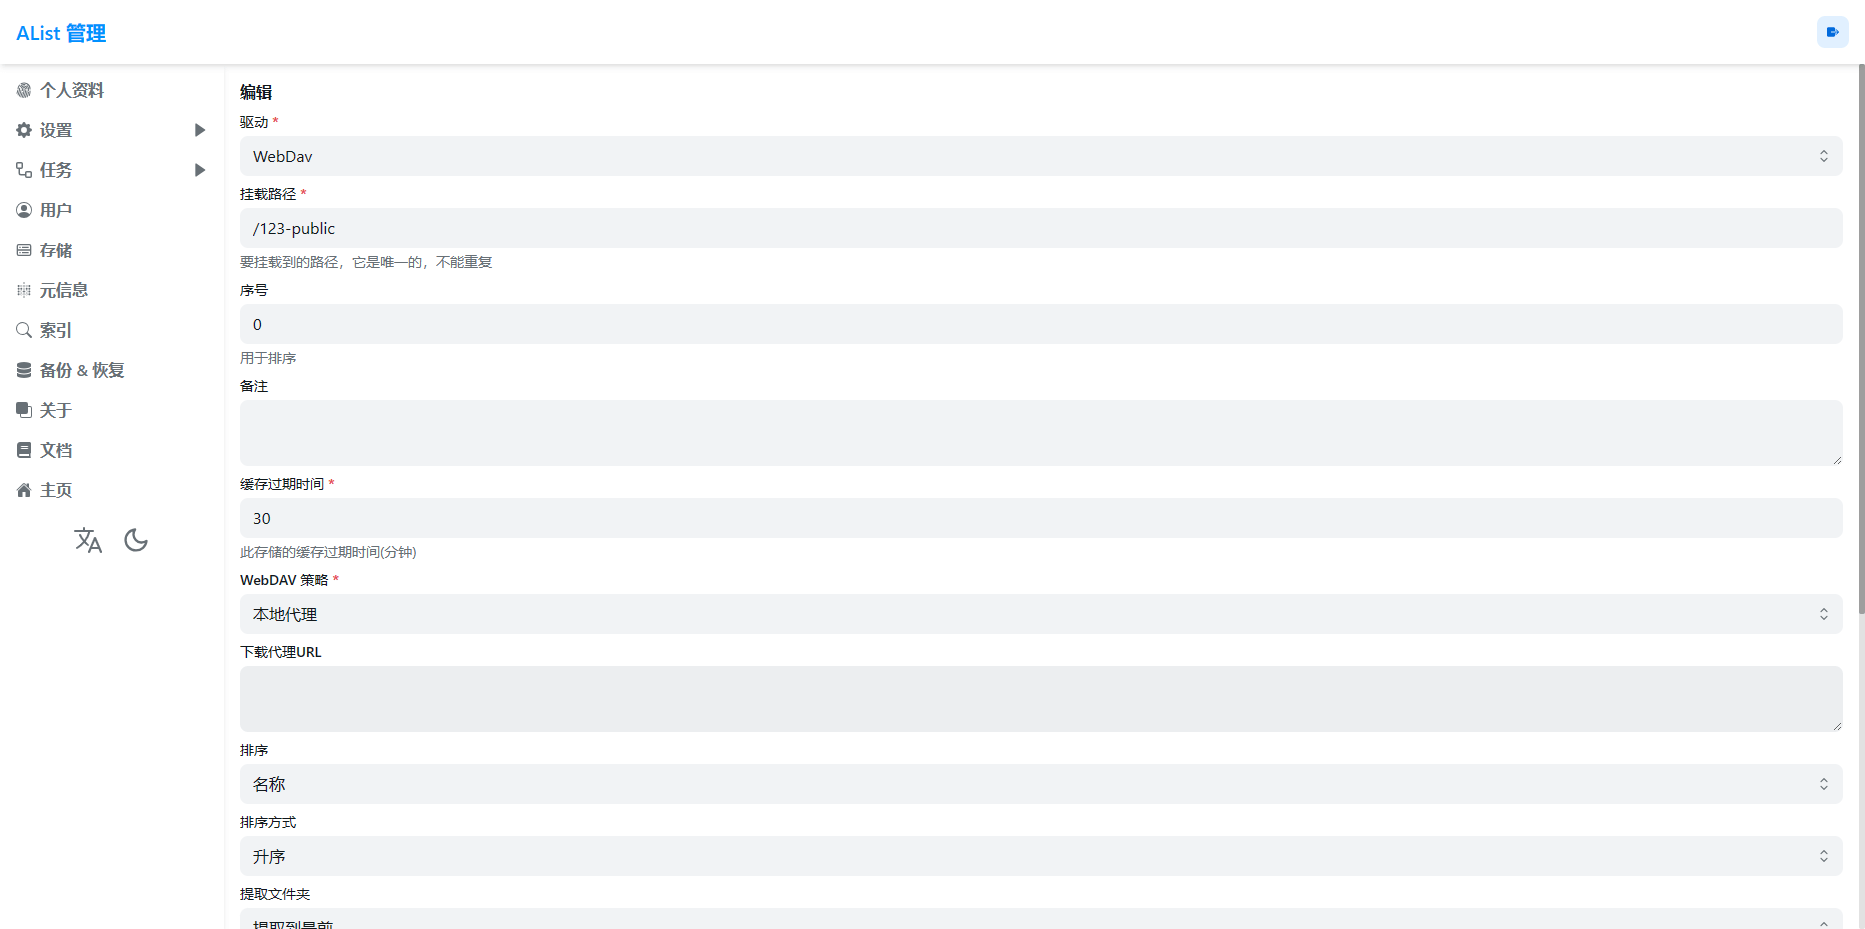 AList 管理
个人资料
设置
任务
用户
存储
元信息
索引
备份 & 恢复
关于
文档
主页
编辑
驱动 *
WebDav
挂载路径 *
/123-public
要挂载到的路径，它是唯一的，不能重复
序号
0
用于排序
备注
缓存过期时间 *
30
此存储的缓存过期时间(分钟)
WebDAV 策略 *
本地代理
下载代理URL
排序
名称
排序方式
升序
提取文件夹
提取到最前